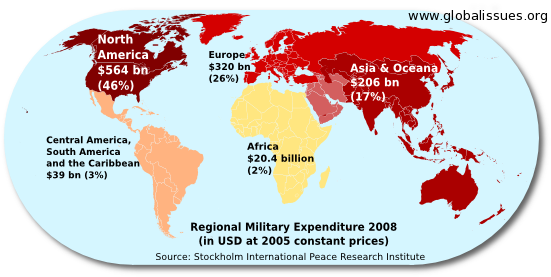 www.globalissues.org
North
America
$564 bn
(46%)
Europe
$320 bn
(26%)
Asia & Oceana
$206 bn
(17%)
Central America,
South America
and the Caribbean
$39 bn (3%)
Africa
$20.4 billion
(2%)
Regional Military Expenditure 2008
(in USD at 2005 constant prices)
Source: Stockholm International Peace Research Institute